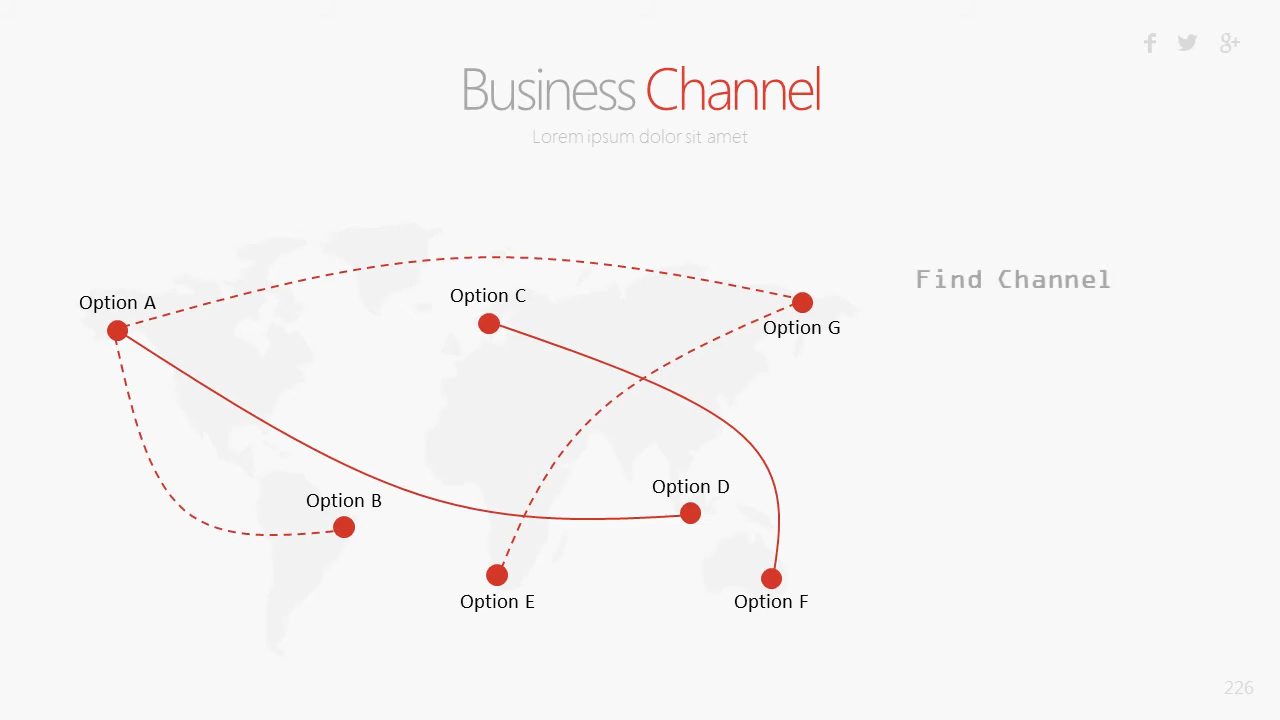 Business Channel
Lorem ipsum dolor sit amet
Find Channel
Option A
Option C
Option G
Option B
Option D
Option E
Option F
226